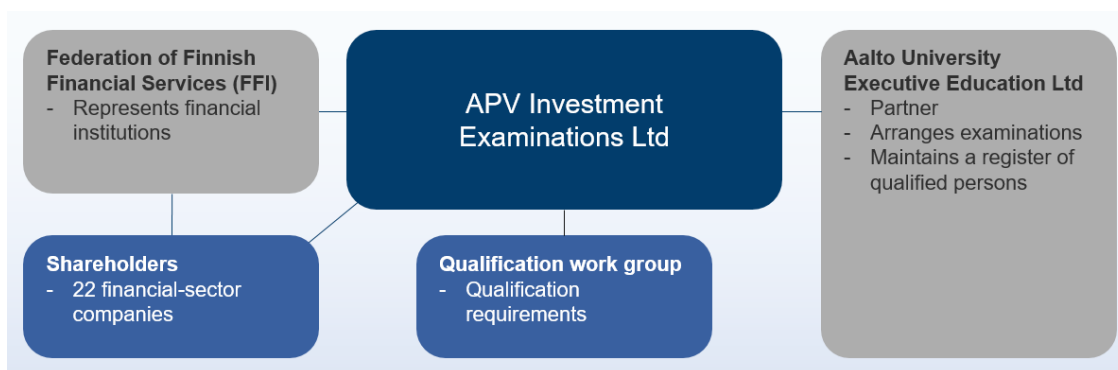 Federation of Finnish
Financial Services (FFI)
- Represents financial
institutions
APV Investment
Examinations Ltd
Aalto University
Executive Education Ltd
- Partner
- Arranges examinations
- Maintains a register of
qualified persons
Shareholders
- 22 financial-sector
companies
Qualification work group
- Qualification
requirements